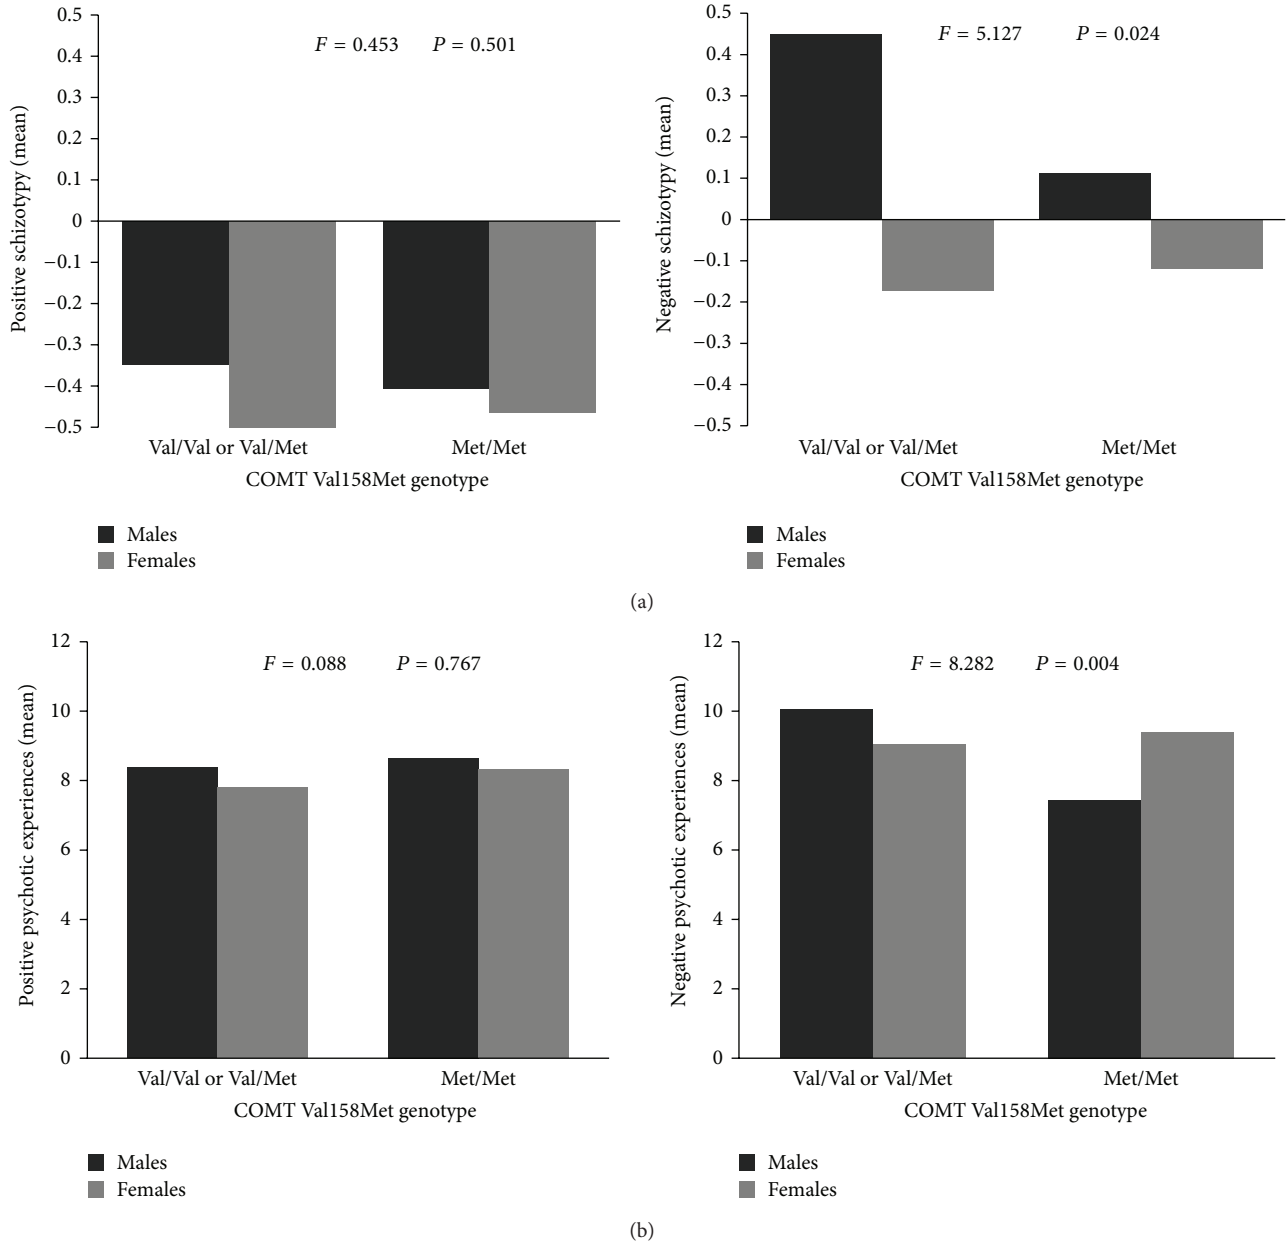 F = 0.453 P = 0.501
Positive schizotypy (mean)
0.5
0.4
0.3
0.2
0.1
0
−0.1
−0.2
−0.3
−0.4
−0.5
Val/Val or Val/Met Met/Met
COMT Val158Met genotype
Males
Females
F = 5.127 P = 0.024
Negative schizotypy (mean)
0.5
0.4
0.3
0.2
0.1
0
−0.1
−0.2
−0.3
−0.4
−0.5
Val/Val or Val/Met Met/Met
COMT Val158Met genotype
Males
Females
(a)
F = 0.088 P = 0.767
Positive psychotic experiences (mean)
12
10
8
6
4
2
0
Val/Val or Val/Met Met/Met
COMT Val158Met genotype
Males
Females
F = 8.282 P = 0.004
Negative psychotic experiences (mean)
12
10
8
6
4
2
0
Val/Val or Val/Met Met/Met
COMT Val158Met genotype
Males
Females
(b)